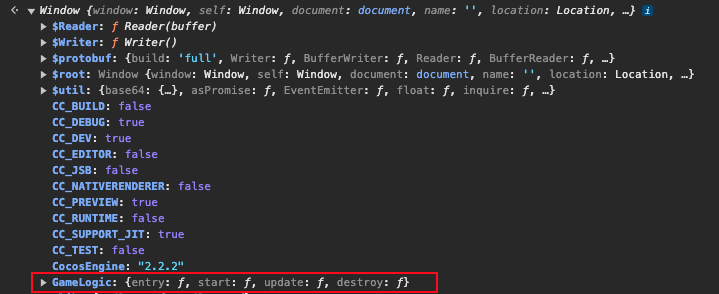 Window {window: Window, self: Window, document: document, name: '', location: Location, …} i
$Reader: ƒ Reader(buffer)
$Writer: ƒ Writer()
$protobuf: {build: 'full', Writer: ƒ, BufferWriter: ƒ, Reader: ƒ, BufferReader: ƒ, …}
$root: Window {window: Window, self: Window, document: document, name: '', location: Location, …}
$util: {base64: {…}, asPromise: ƒ, EventEmitter: ƒ, float: ƒ, inquire: ƒ, …}
CC_BUILD: false
CC_DEBUG: true
CC_DEV: true
CC_EDITOR: false
CC_JSB: false
CC_NATIVERENDERER: false
CC_PREVIEW: true
CC_RUNTIME: false
CC_SUPPORT_JIT: true
CC_TEST: false
CocosEngine: "2.2.2"
GameLogic: {entry: ƒ, start: ƒ, update: ƒ, destroy: ƒ}